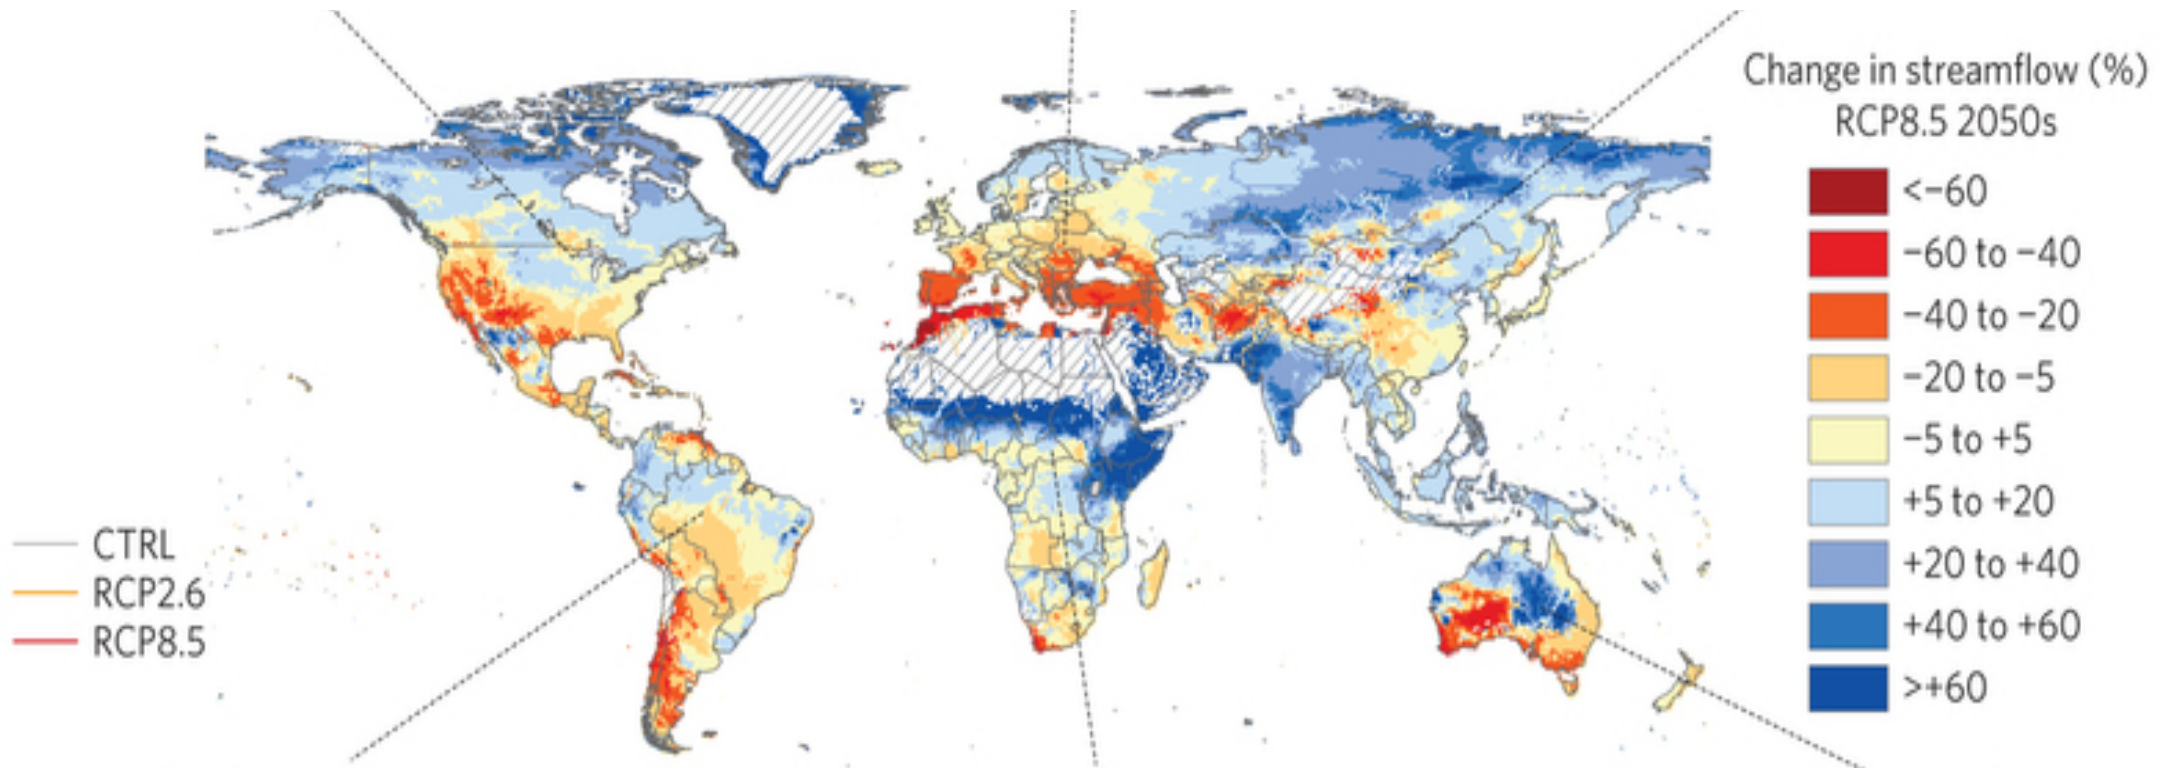 Change in streamflow (%)
RCP8.5 2050s
<−60
−60 to −40
−40 to −20
−20 to −5
−5 to +5
+5 to +20
+20 to +40
+40 to +60
>+60
CTRL
RCP2.6
RCP8.5